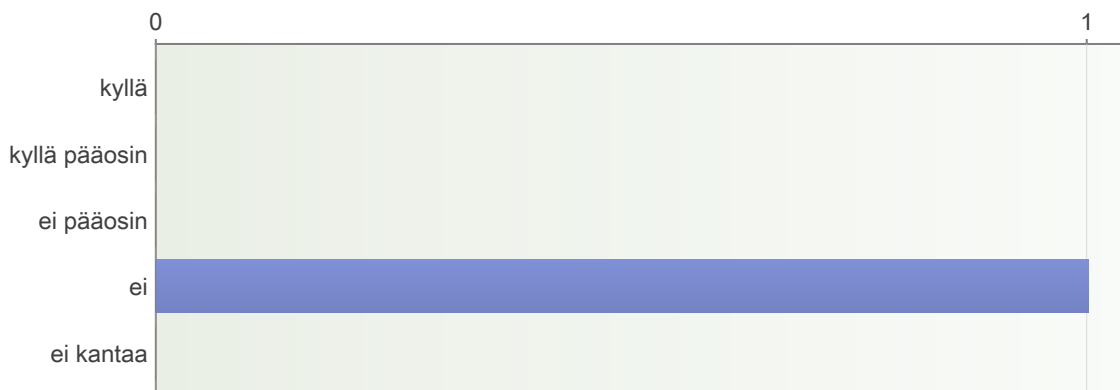 0 1
kyllä
kyllä pääosin
ei pääosin
ei
ei kantaa